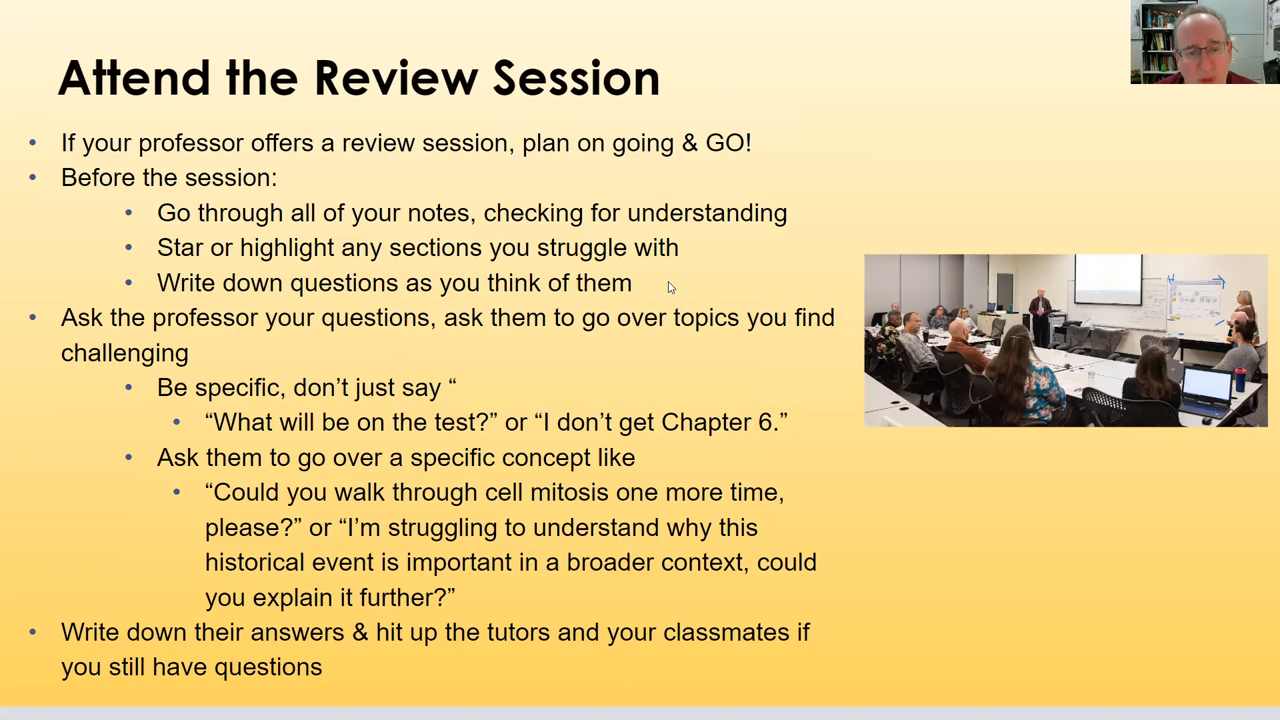 Attend the Review Session
• If your professor offers a review session, plan on going & GO!
• Before the session:
• Go through all of your notes, checking for understanding
• Star or highlight any sections you struggle with
• Write down questions as you think of them
• Ask the professor your questions, ask them to go over topics you find
challenging
• Be specific, don’t just say “
• “What will be on the test?” or “I don’t get Chapter 6.”
• Ask them to go over a specific concept like
• “Could you walk through cell mitosis one more time,
please?” or “I’m struggling to understand why this
historical event is important in a broader context, could
you explain it further?”
• Write down their answers & hit up the tutors and your classmates if
you still have questions